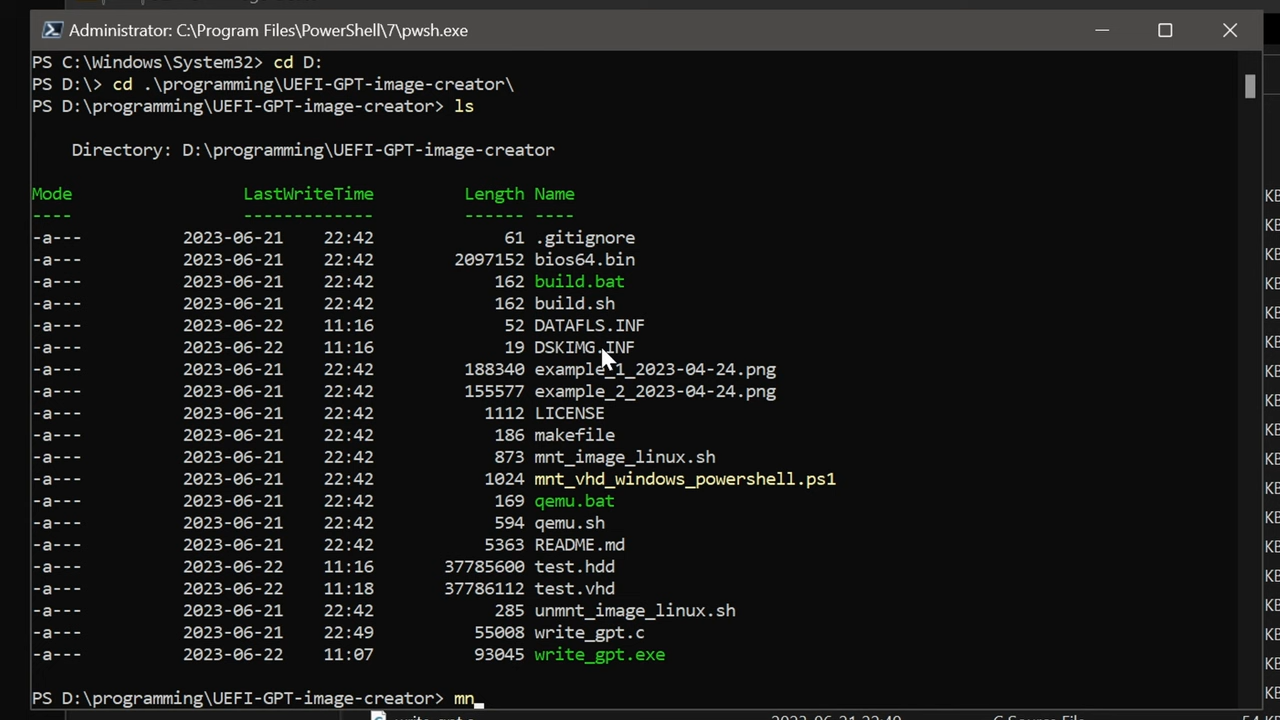 Administrator: C:\Program Files\PowerShell\7\pwsh.exe
PS C:\Windows\System32> cd D:
PS D:\> cd .\programming\UEFI-GPT-image-creator\
PS D:\programming\UEFI-GPT-image-creator> ls
Directory: D:\programming\UEFI-GPT-image-creator
Mode LastWriteTime Length Name
---- ------------- ------ ----
-a--- 2023-06-21 22:42 61 .gitignore
-a--- 2023-06-21 22:42 2097152 bios64.bin
-a--- 2023-06-21 22:42 162 build.bat
-a--- 2023-06-21 22:42 162 build.sh
-a--- 2023-06-22 11:16 52 DATAFLS.INF
-a--- 2023-06-22 11:16 19 DSKIMG.INF
-a--- 2023-06-21 22:42 188340 example_1_2023-04-24.png
-a--- 2023-06-21 22:42 155577 example_2_2023-04-24.png
-a--- 2023-06-21 22:42 1112 LICENSE
-a--- 2023-06-21 22:42 186 makefile
-a--- 2023-06-21 22:42 873 mnt_image_linux.sh
-a--- 2023-06-21 22:42 1024 mnt_vhd_windows_powershell.ps1
-a--- 2023-06-21 22:42 169 qemu.bat
-a--- 2023-06-21 22:42 594 qemu.sh
-a--- 2023-06-21 22:42 5363 README.md
-a--- 2023-06-22 11:16 37785600 test.hdd
-a--- 2023-06-22 11:18 37786112 test.vhd
-a--- 2023-06-21 22:42 285 unmnt_image_linux.sh
-a--- 2023-06-21 22:49 55008 write_gpt.c
-a--- 2023-06-22 11:07 93045 write_gpt.exe
PS D:\programming\UEFI-GPT-image-creator> mn_